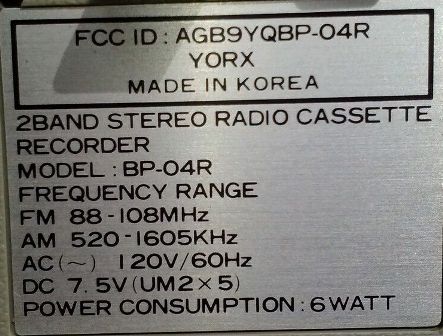 FCC ID : AGB9YQBP-04R
YORX
MADE IN KOREA
2BAND STEREO RADIO CASSETTE
RECORDER
MODEL : BP-04R
FREQUENCY RANGE
FM 88-108MHz
AM 520-1605KHz
AC(~) 120V/60Hz
DC 7.5V(UM2×5)
POWER CONSUMPTION : 6WATT